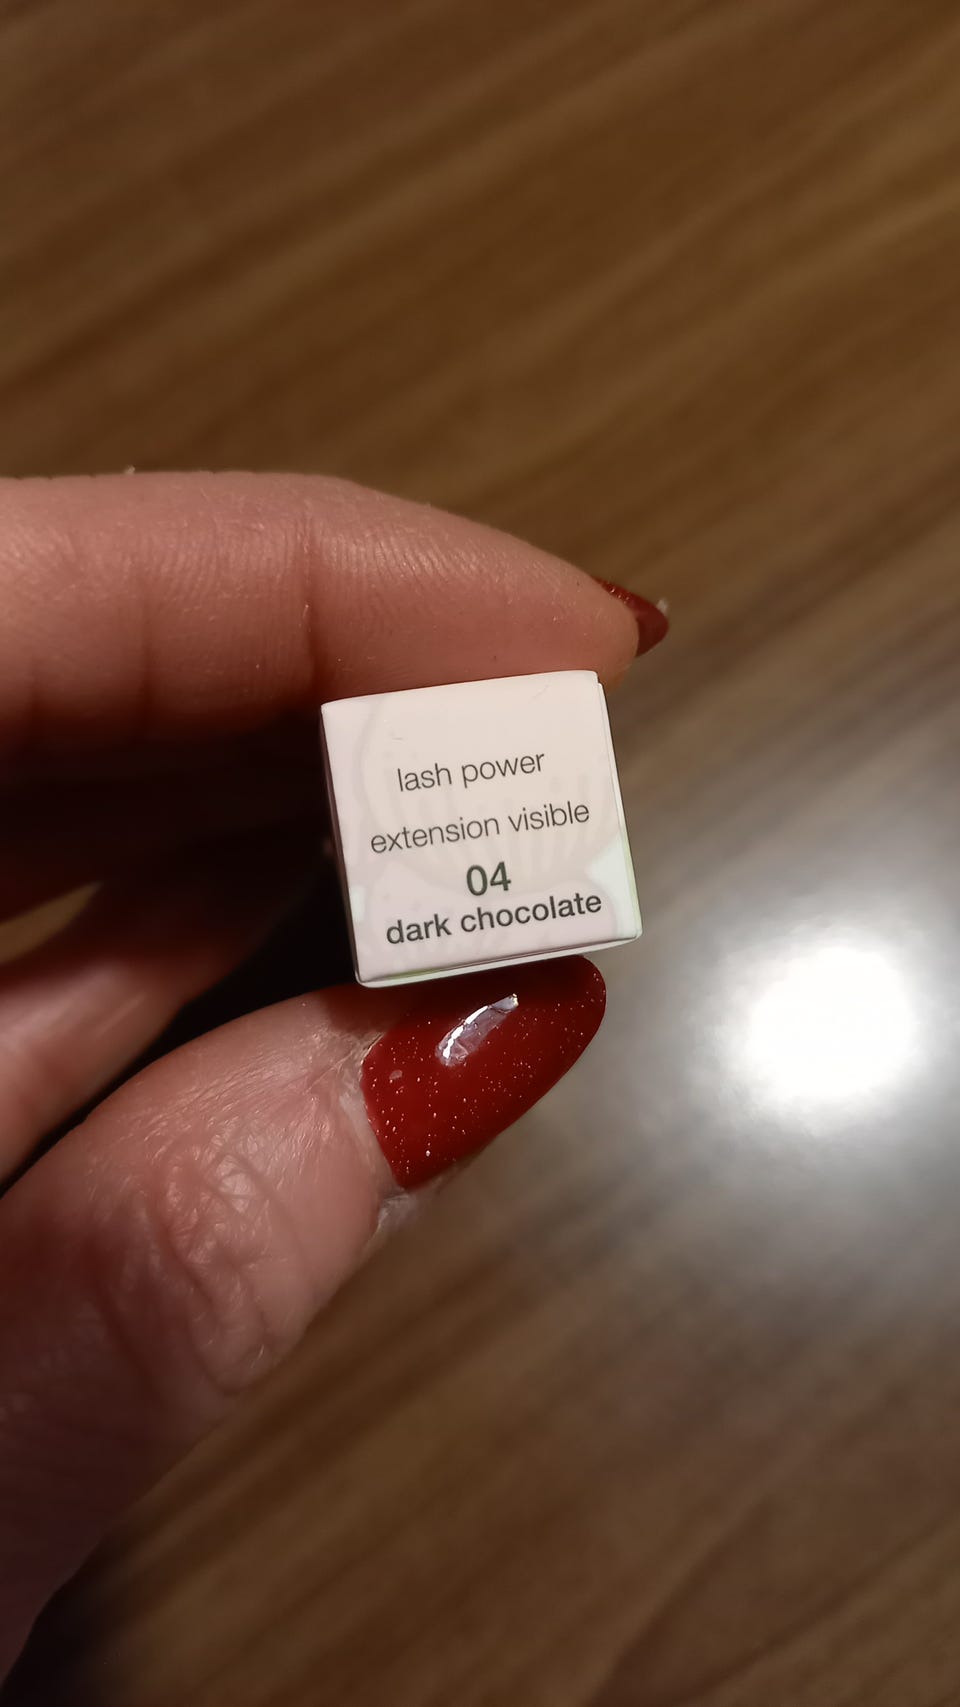 lash power
extension visible
04
dark chocolate